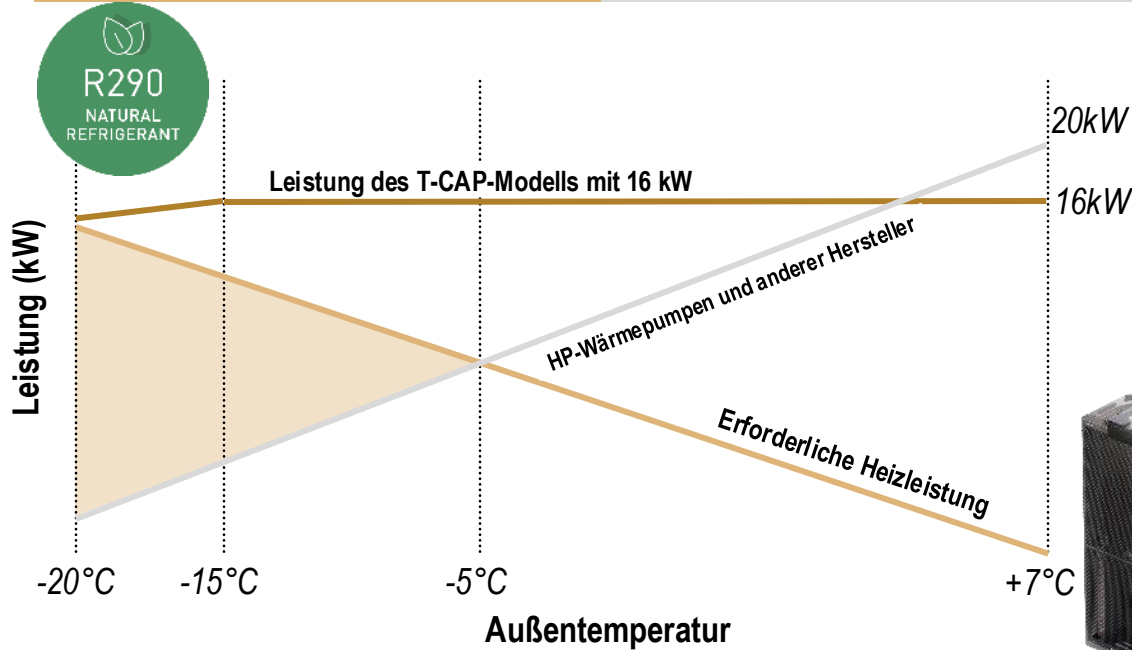 R290
NATURAL
REFRIGERANT
20kW
Leistung des T-CAP-Modells mit 16 kW
16kW
HP-Wärmepumpen und anderer Hersteller
Leistung (kW)
Erforderliche Heizleistung
-20°C
-15°C
-5°C
+7°C
Außentemperatur